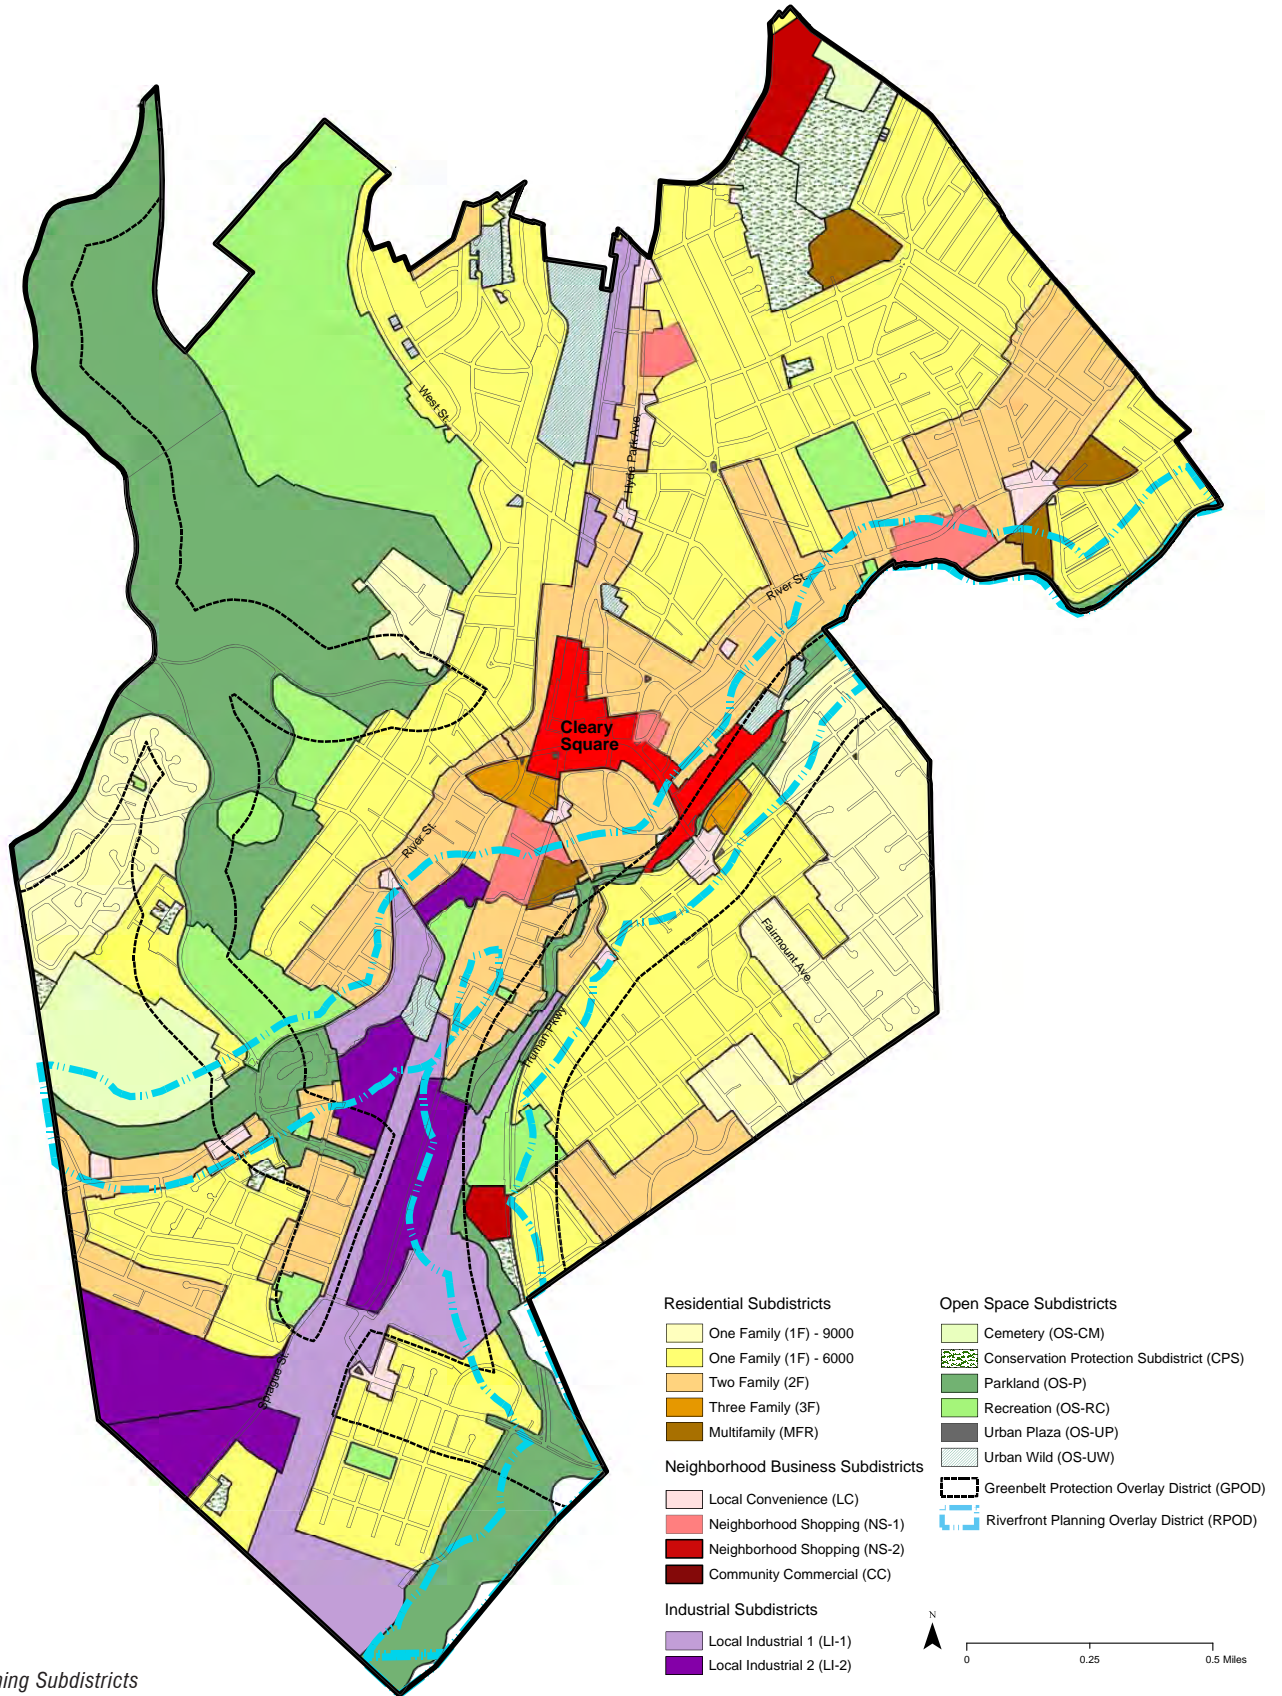 West St.
Hyde Park Ave.
River St.
Cleary
Square
River St.
Fairmount Ave.
Truman Pkwy
Sprague St.
Residential Subdistricts
One Family (1F) - 9000
One Family (1F) - 6000
Two Family (2F)
Three Family (3F)
Multifamily (MFR)
Neighborhood Business Subdistricts
Local Convenience (LC)
Neighborhood Shopping (NS-1)
Neighborhood Shopping (NS-2)
Community Commercial (CC)
Industrial Subdistricts
Local Industrial 1 (LI-1)
Local Industrial 2 (LI-2)
Open Space Subdistricts
Cemetery (OS-CM)
Conservation Protection Subdistrict (CPS)
Parkland (OS-P)
Recreation (OS-RC)
Urban Plaza (OS-UP)
Urban Wild (OS-UW)
Greenbelt Protection Overlay District (GPOD)
Riverfront Planning Overlay District (RPOD)
N
0 0.25 0.5 Miles
ning Subdistricts